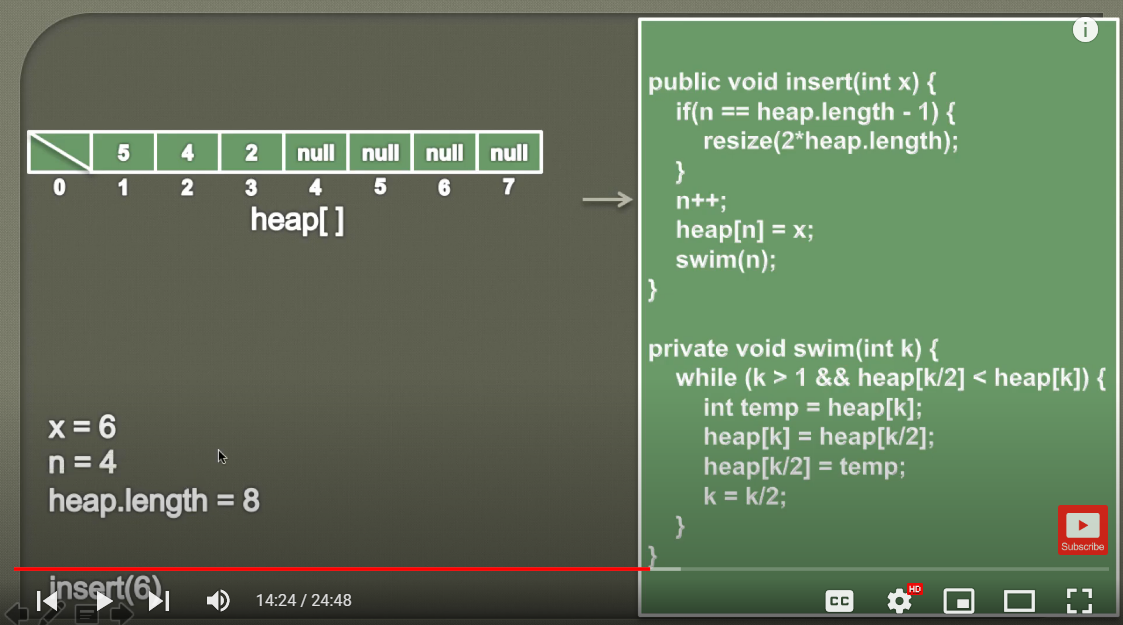 5 4 2 null null null null
0 1 2 3 4 5 6 7
heap[ ]
x = 6
n = 4
heap.length = 8
insert(6)
public void insert(int x) {
if(n == heap.length - 1) {
resize(2*heap.length);
}
n++;
heap[n] = x;
swim(n);
}
private void swim(int k) {
while (k > 1 && heap[k/2] < heap[k]) {
int temp = heap[k];
heap[k] = heap[k/2];
heap[k/2] = temp;
k = k/2;
}
}
i
Subscribe
14:24 / 24:48
CC
HD